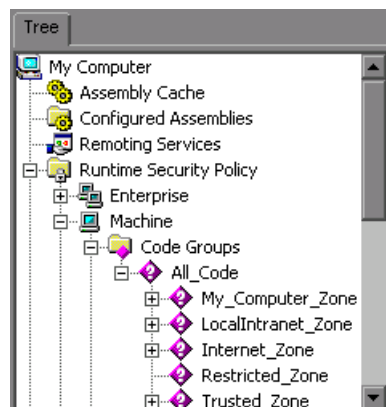 Tree
My Computer
Assembly Cache
Configured Assemblies
Remoting Services
Runtime Security Policy
Enterprise
Machine
Code Groups
All_Code
My_Computer_Zone
LocalIntranet_Zone
Internet_Zone
Restricted_Zone
Trusted_Zone